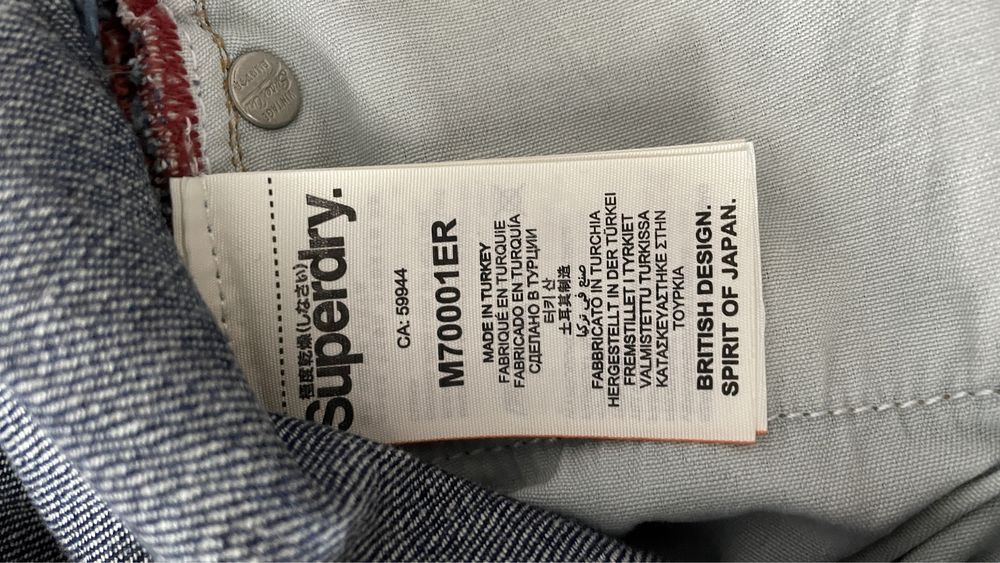 極度乾燥(しなさい)
Superdry.
CA: 59944
M70001ER
MADE IN TURKEY
FABRIQUÉ EN TURQUIE
FABRICADO EN TURQUÍA
СДЕЛАНО В ТУРЦИИ
터키 산
土耳其制造
صنع في تركيا
FABBRICATO IN TURCHIA
HERGESTELLT IN DER TÜRKEI
FREMSTILLET I TYRKIET
VALMISTETTU TURKISSA
ΚΑΤΑΣΚΕΥΑΣΤΗΚΕ ΣΤΗΝ
ΤΟΥΡΚΙΑ
BRITISH DESIGN.
SPIRIT OF JAPAN.